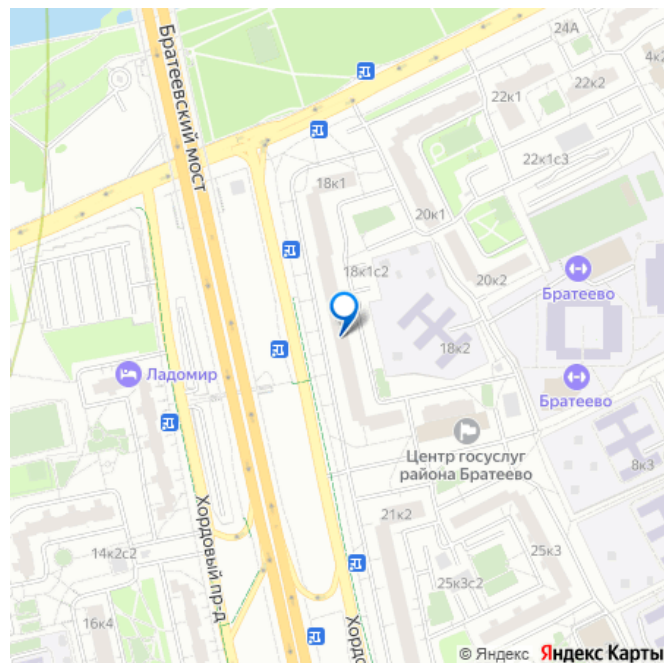 24А
4к2
Братеевский мост
22к2
22к1
22к1с3
18к1
20к1
18к1с2
20к2
Братеево
18к2
Ладомир
Братеево
Центр госуслуг
района Братеево
8к3
Хордовый пр-д
21к2
25к3
14к2с2
25к3с2
16к4
Хордо
© Яндекс Яндекс Карты